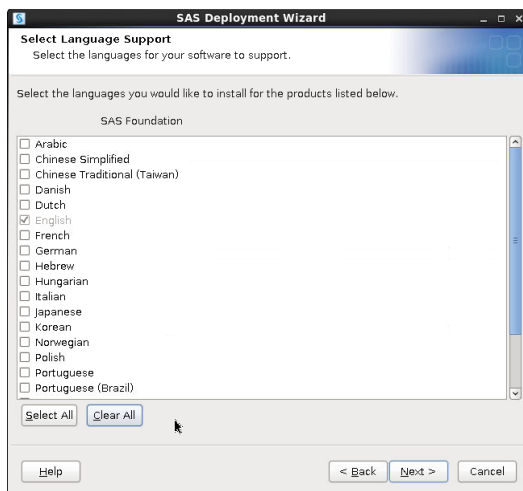 SAS Deployment Wizard
Select Language Support
Select the languages for your software to support.
Select the languages you would like to install for the products listed below.
SAS Foundation
Arabic
Chinese Simplified
Chinese Traditional (Taiwan)
Danish
Dutch
English
French
German
Hebrew
Hungarian
Italian
Japanese
Korean
Norwegian
Polish
Portuguese
Portuguese (Brazil)
Select All Clear All
Help < Back Next > Cancel